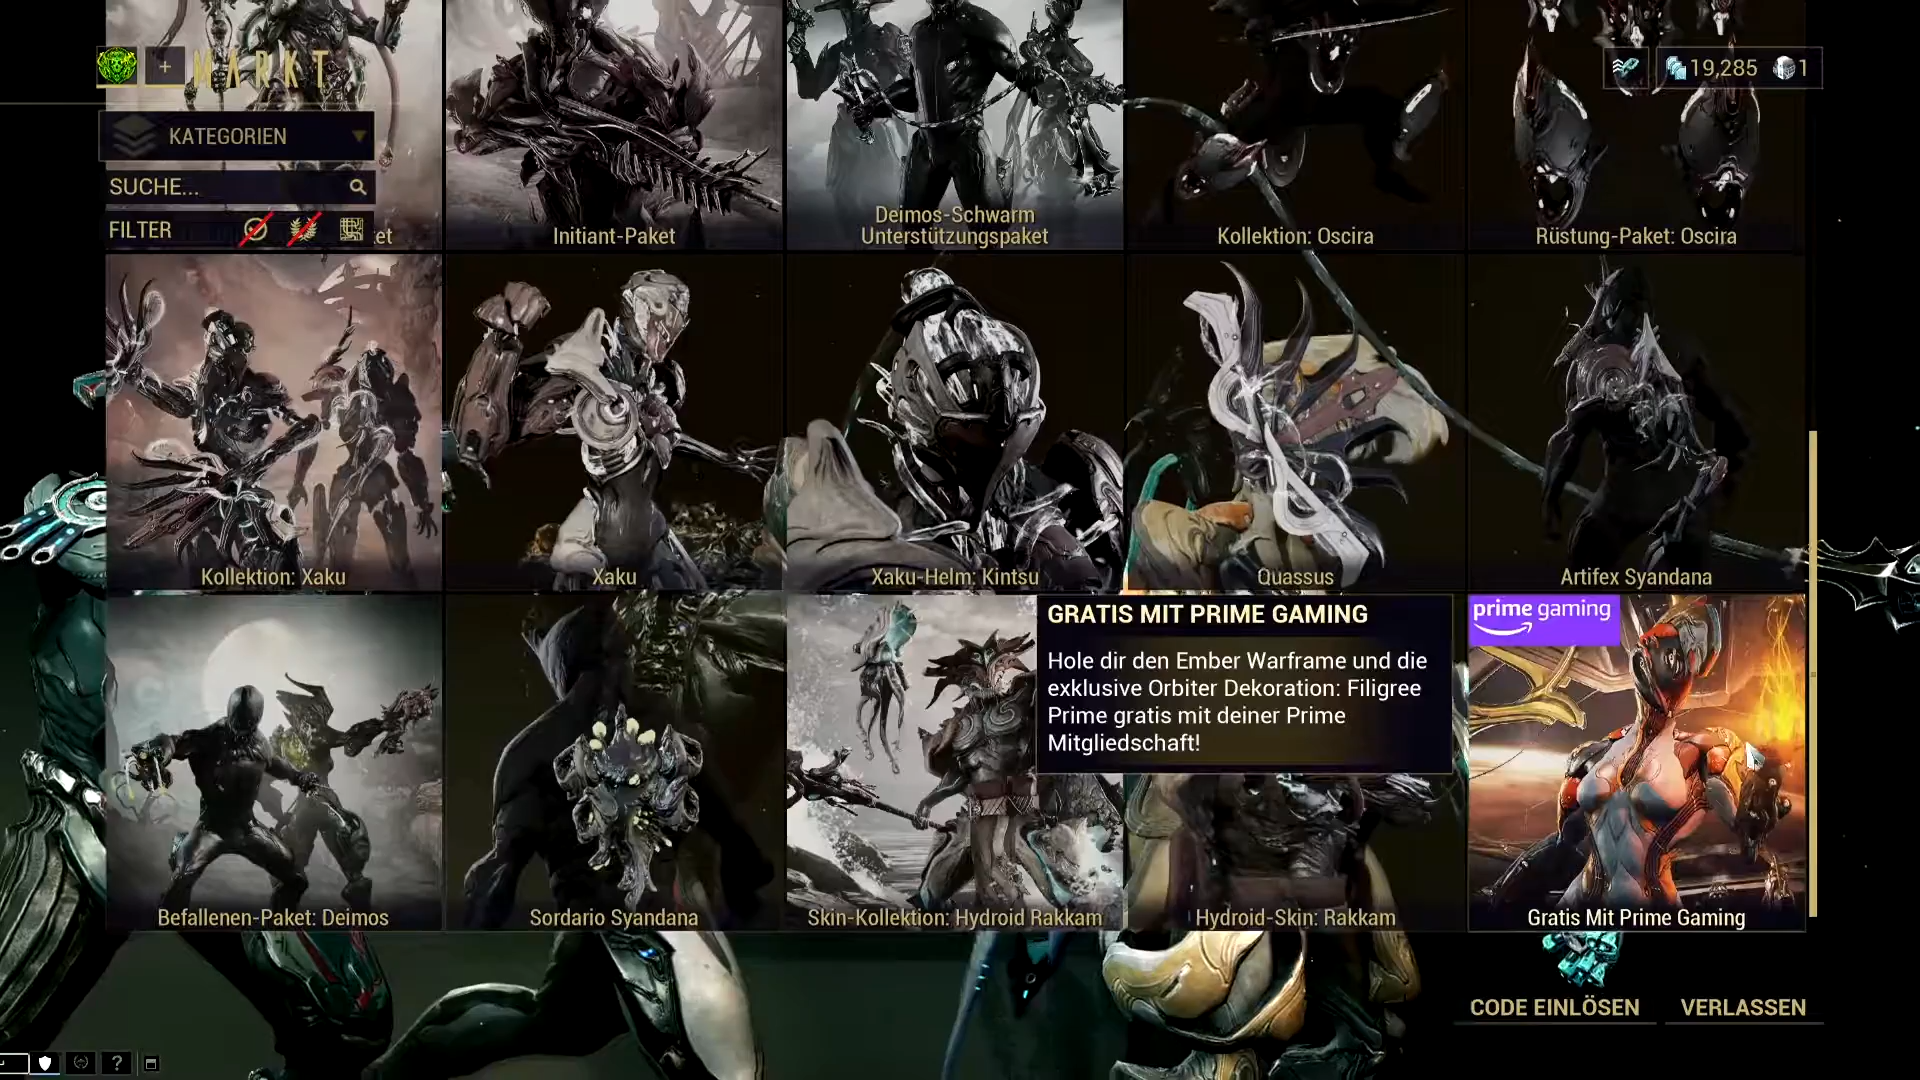 MARKT
19,285
1
KATEGORIEN
SUCHE...
FILTER
et
Initiant-Paket
Deimos-Schwarm
Unterstützungspaket
Kollektion: Oscira
Rüstung-Paket: Oscira
Kollektion: Xaku
Xaku
Xaku-Helm: Kintsu
Quassus
Artifex Syandana
GRATIS MIT PRIME GAMING
Hole dir den Ember Warframe und die
exklusive Orbiter Dekoration: Filigree
Prime gratis mit deiner Prime
Mitgliedschaft!
prime gaming
Befallenen-Paket: Deimos
Sordario Syandana
Skin-Kollektion: Hydroid Rakkam
Hydroid-Skin: Rakkam
Gratis Mit Prime Gaming
CODE EINLÖSEN
VERLASSEN
?